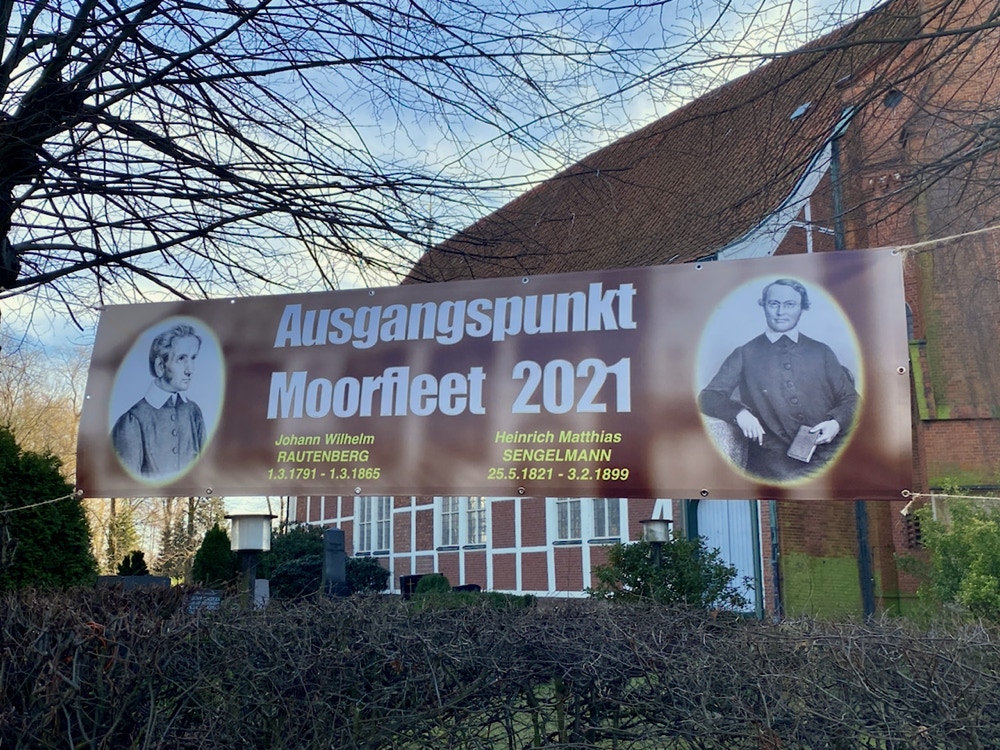 Ausgangspunkt
Moorfleet 2021
Johann Wilhelm
RAUTENBERG
1.3.1791 - 1.3.1865
Heinrich Matthias
SENGELMANN
25.5.1821 - 3.2.1899